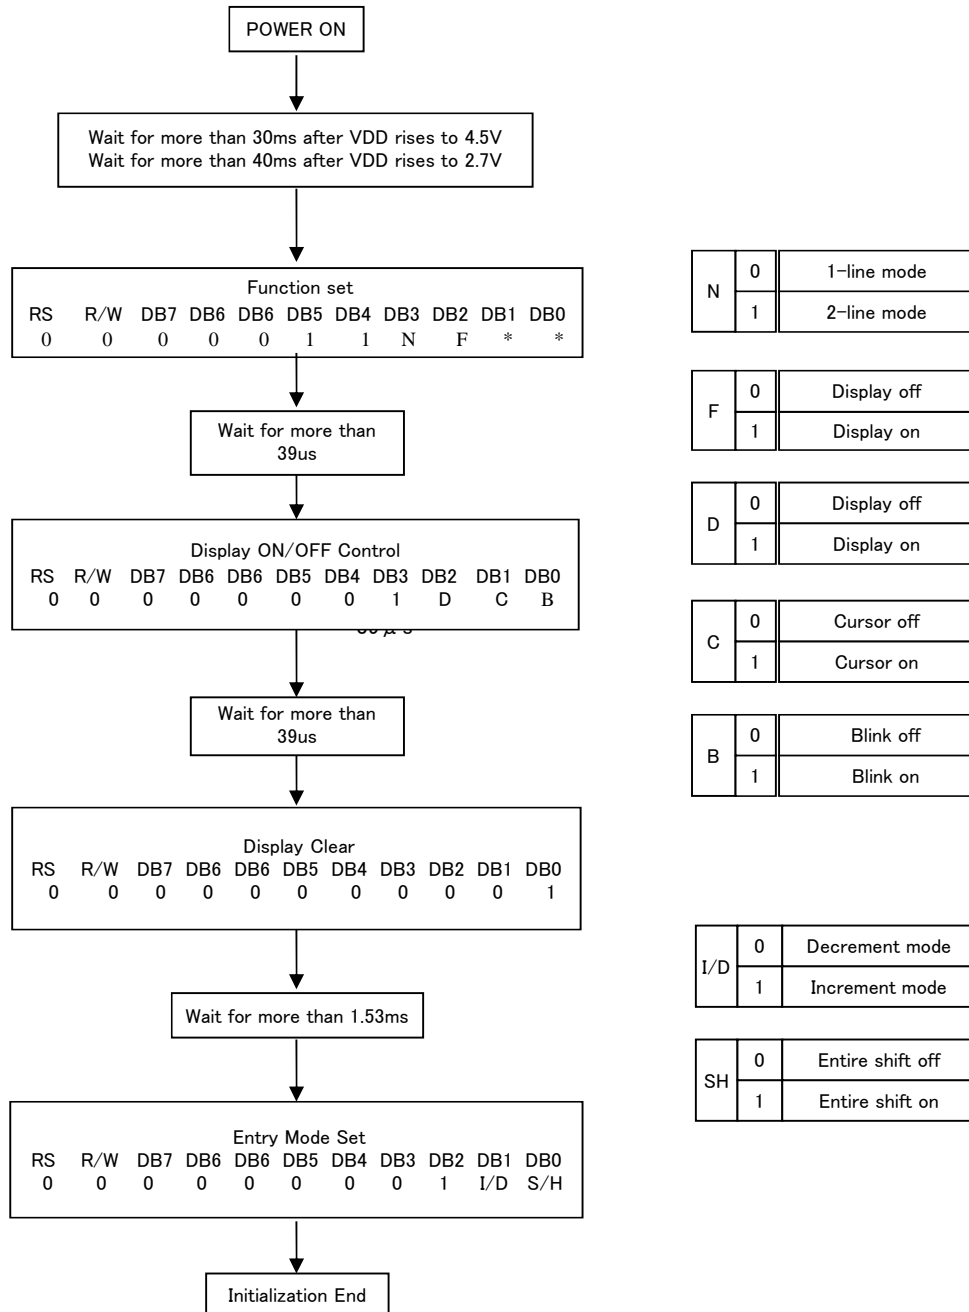 POWER ON
Wait for more than 30ms after VDD rises to 4.5V
Wait for more than 40ms after VDD rises to 2.7V
Function set
RS R/W DB7 DB6 DB6 DB5 DB4 DB3 DB2 DB1 DB0
0 0 0 0 0 1 1 N F * *
Wait for more than
39us
Display ON/OFF Control
RS R/W DB7 DB6 DB6 DB5 DB4 DB3 DB2 DB1 DB0
0 0 0 0 0 0 0 1 D C B
Wait for more than
39us
Display Clear
RS R/W DB7 DB6 DB6 DB5 DB4 DB3 DB2 DB1 DB0
0 0 0 0 0 0 0 0 0 0 1
Wait for more than 1.53ms
Entry Mode Set
RS R/W DB7 DB6 DB6 DB5 DB4 DB3 DB2 DB1 DB0
0 0 0 0 0 0 0 0 1 I/D S/H
Initialization End
N 0 1-line mode
1 2-line mode
F 0 Display off
1 Display on
D 0 Display off
1 Display on
C 0 Cursor off
1 Cursor on
B 0 Blink off
1 Blink on
I/D 0 Decrement mode
1 Increment mode
SH 0 Entire shift off
1 Entire shift on